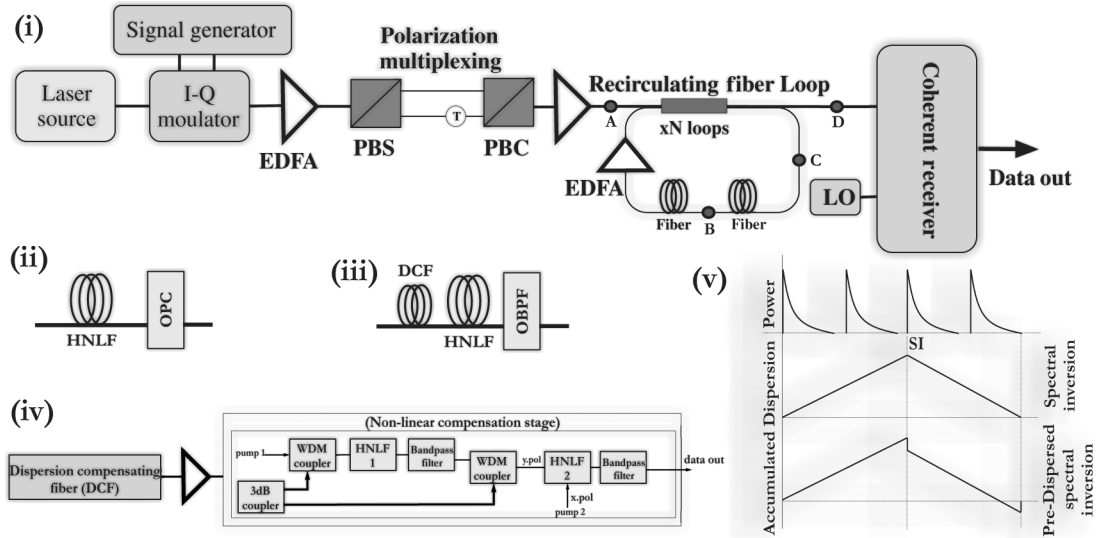 (i)
Signal generator
Laser
source
I-Q
moulator
EDFA
Polarization
multiplexing
PBS
T
PBC
A
Recirculating fiber Loop
xN loops
D
C
EDFA
Fiber
B
Fiber
LO
Coherent receiver
Data out
(ii)
HNLF
OPC
(iii)
DCF
HNLF
OBPF
(iv)
Dispersion compensating
fiber (DCF)
(Non-linear compensation stage)
pump 1
WDM
coupler
HNLF
1
Bandpass
filter
WDM
coupler
y.pol
HNLF
2
Bandpass
filter
data out
3dB
coupler
x.pol
pump 2
(v)
Power
SI
Accumulated Dispersion
Spectral
inversion
Pre-Dispersed
spectral
inversion